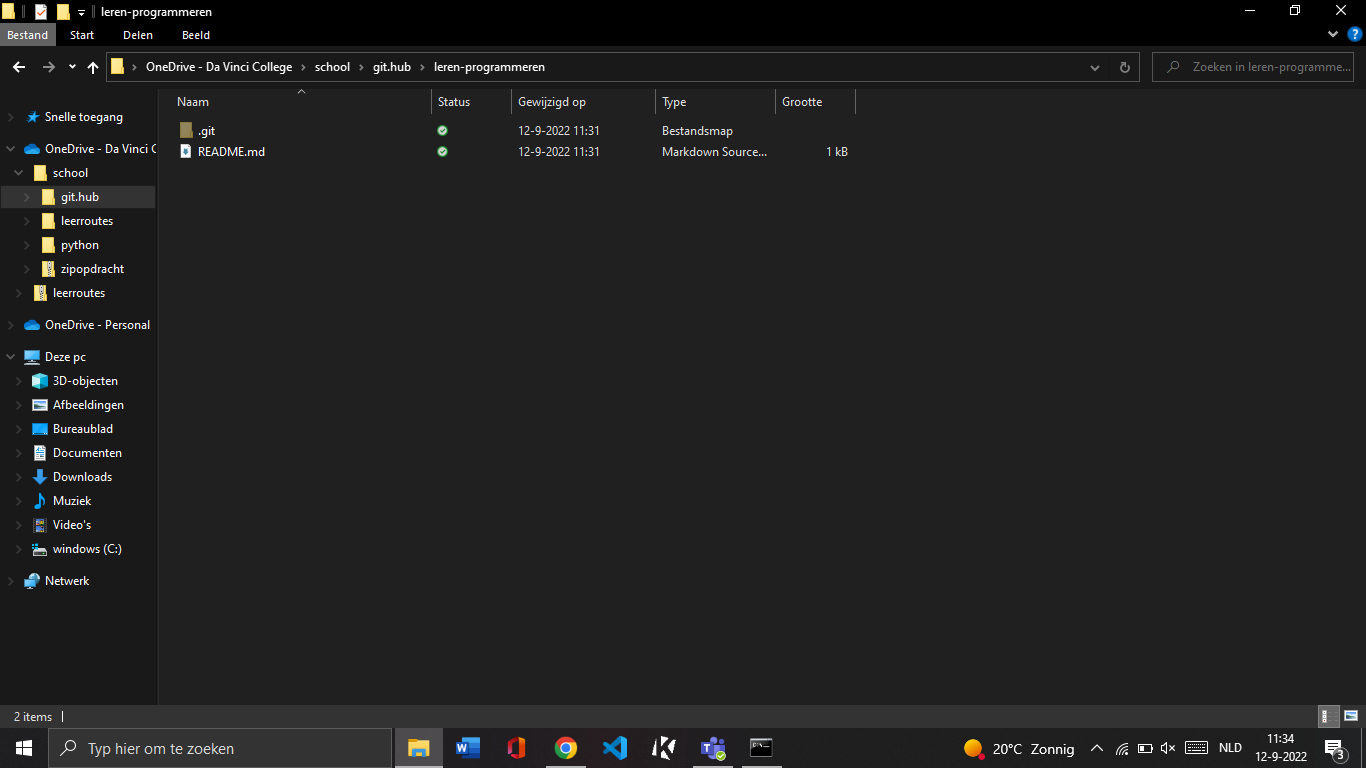 leren-programmeren
Bestand Start Delen Beeld
OneDrive - Da Vinci College > school > git.hub > leren-programmeren
Zoeken in leren-programme...
Naam Status Gewijzigd op Type Grootte
.git 12-9-2022 11:31 Bestandsmap
README.md 12-9-2022 11:31 Markdown Source... 1 kB
Snelle toegang
OneDrive - Da Vinci C
school
git.hub
leerroutes
python
zipopdracht
leerroutes
OneDrive - Personal
Deze pc
3D-objecten
Afbeeldingen
Bureaublad
Documenten
Downloads
Muziek
Video's
windows (C:)
Netwerk
2 items
Typ hier om te zoeken
20°C Zonnig
NLD
11:34
12-9-2022
3